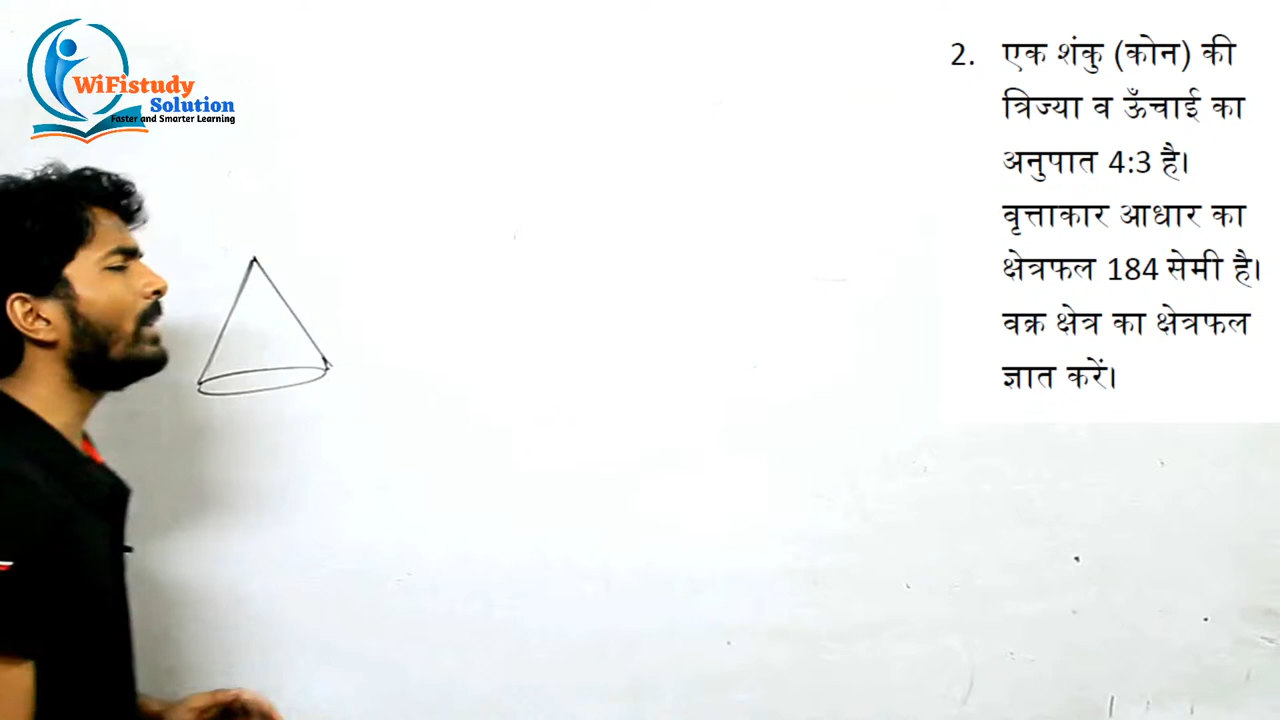 WiFistudy
Solution
Faster and Smarter Learning
2. एक शंकु (कोन) की
त्रिज्या व ऊँचाई का
अनुपात 4:3 है।
वृत्ताकार आधार का
क्षेत्रफल 184 सेमी है।
वक्र क्षेत्र का क्षेत्रफल
ज्ञात करें।